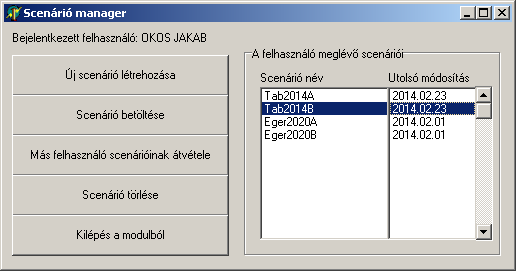 Scenárió manager
Bejelentkezett felhasználó: OKOS JAKAB
Új scenárió létrehozása
Scenárió betöltése
Más felhasználó scenárióinak átvétele
Scenárió törlése
Kilépés a modulból
A felhasználó meglévő scenáriói
Scenárió név Utolsó módosítás
Tab2014A 2014.02.23
Tab2014B 2014.02.23
Eger2020A 2014.02.01
Eger2020B 2014.02.01